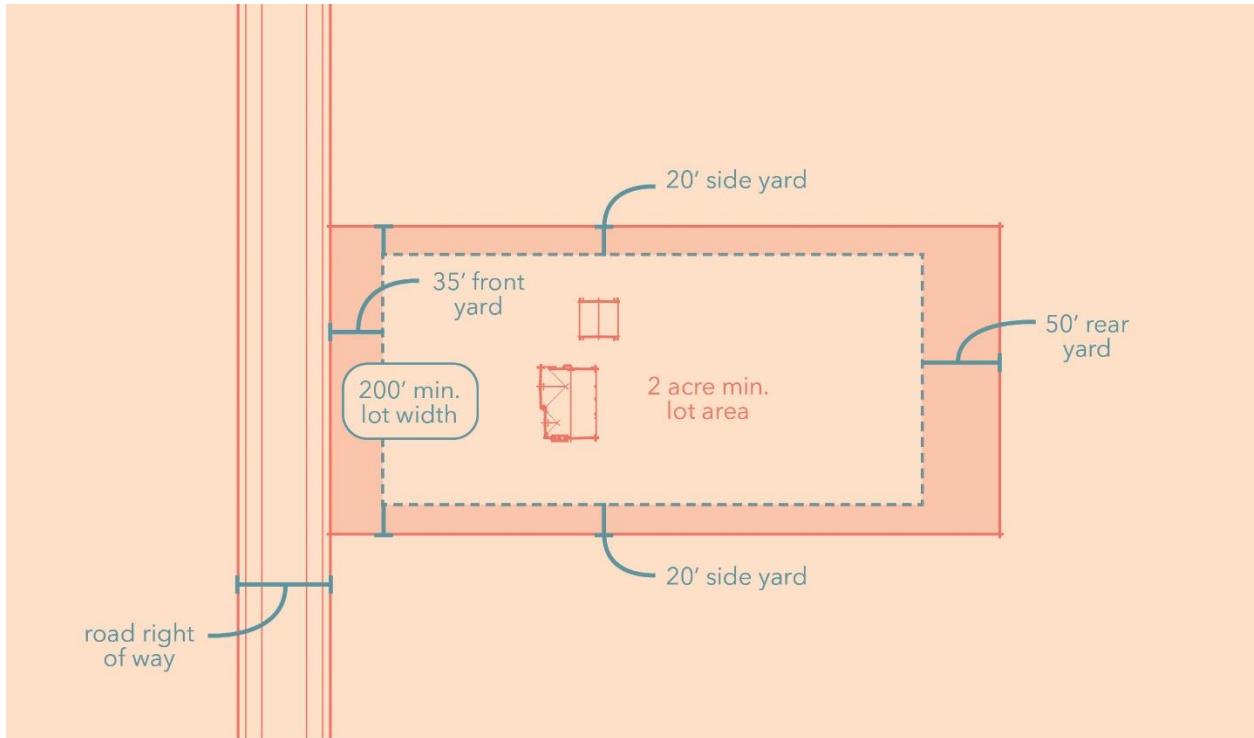 20’ side yard
35’ front
yard
50’ rear
yard
200’ min.
lot width
2 acre min.
lot area
20’ side yard
road right
of way